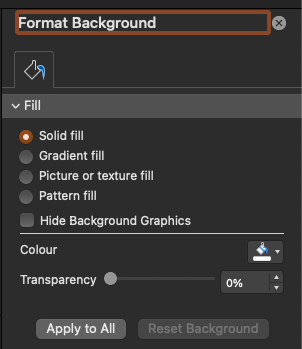 Format Background
Fill
Solid fill
Gradient fill
Picture or texture fill
Pattern fill
Hide Background Graphics
Colour
Transparency 0%
Apply to All Reset Background